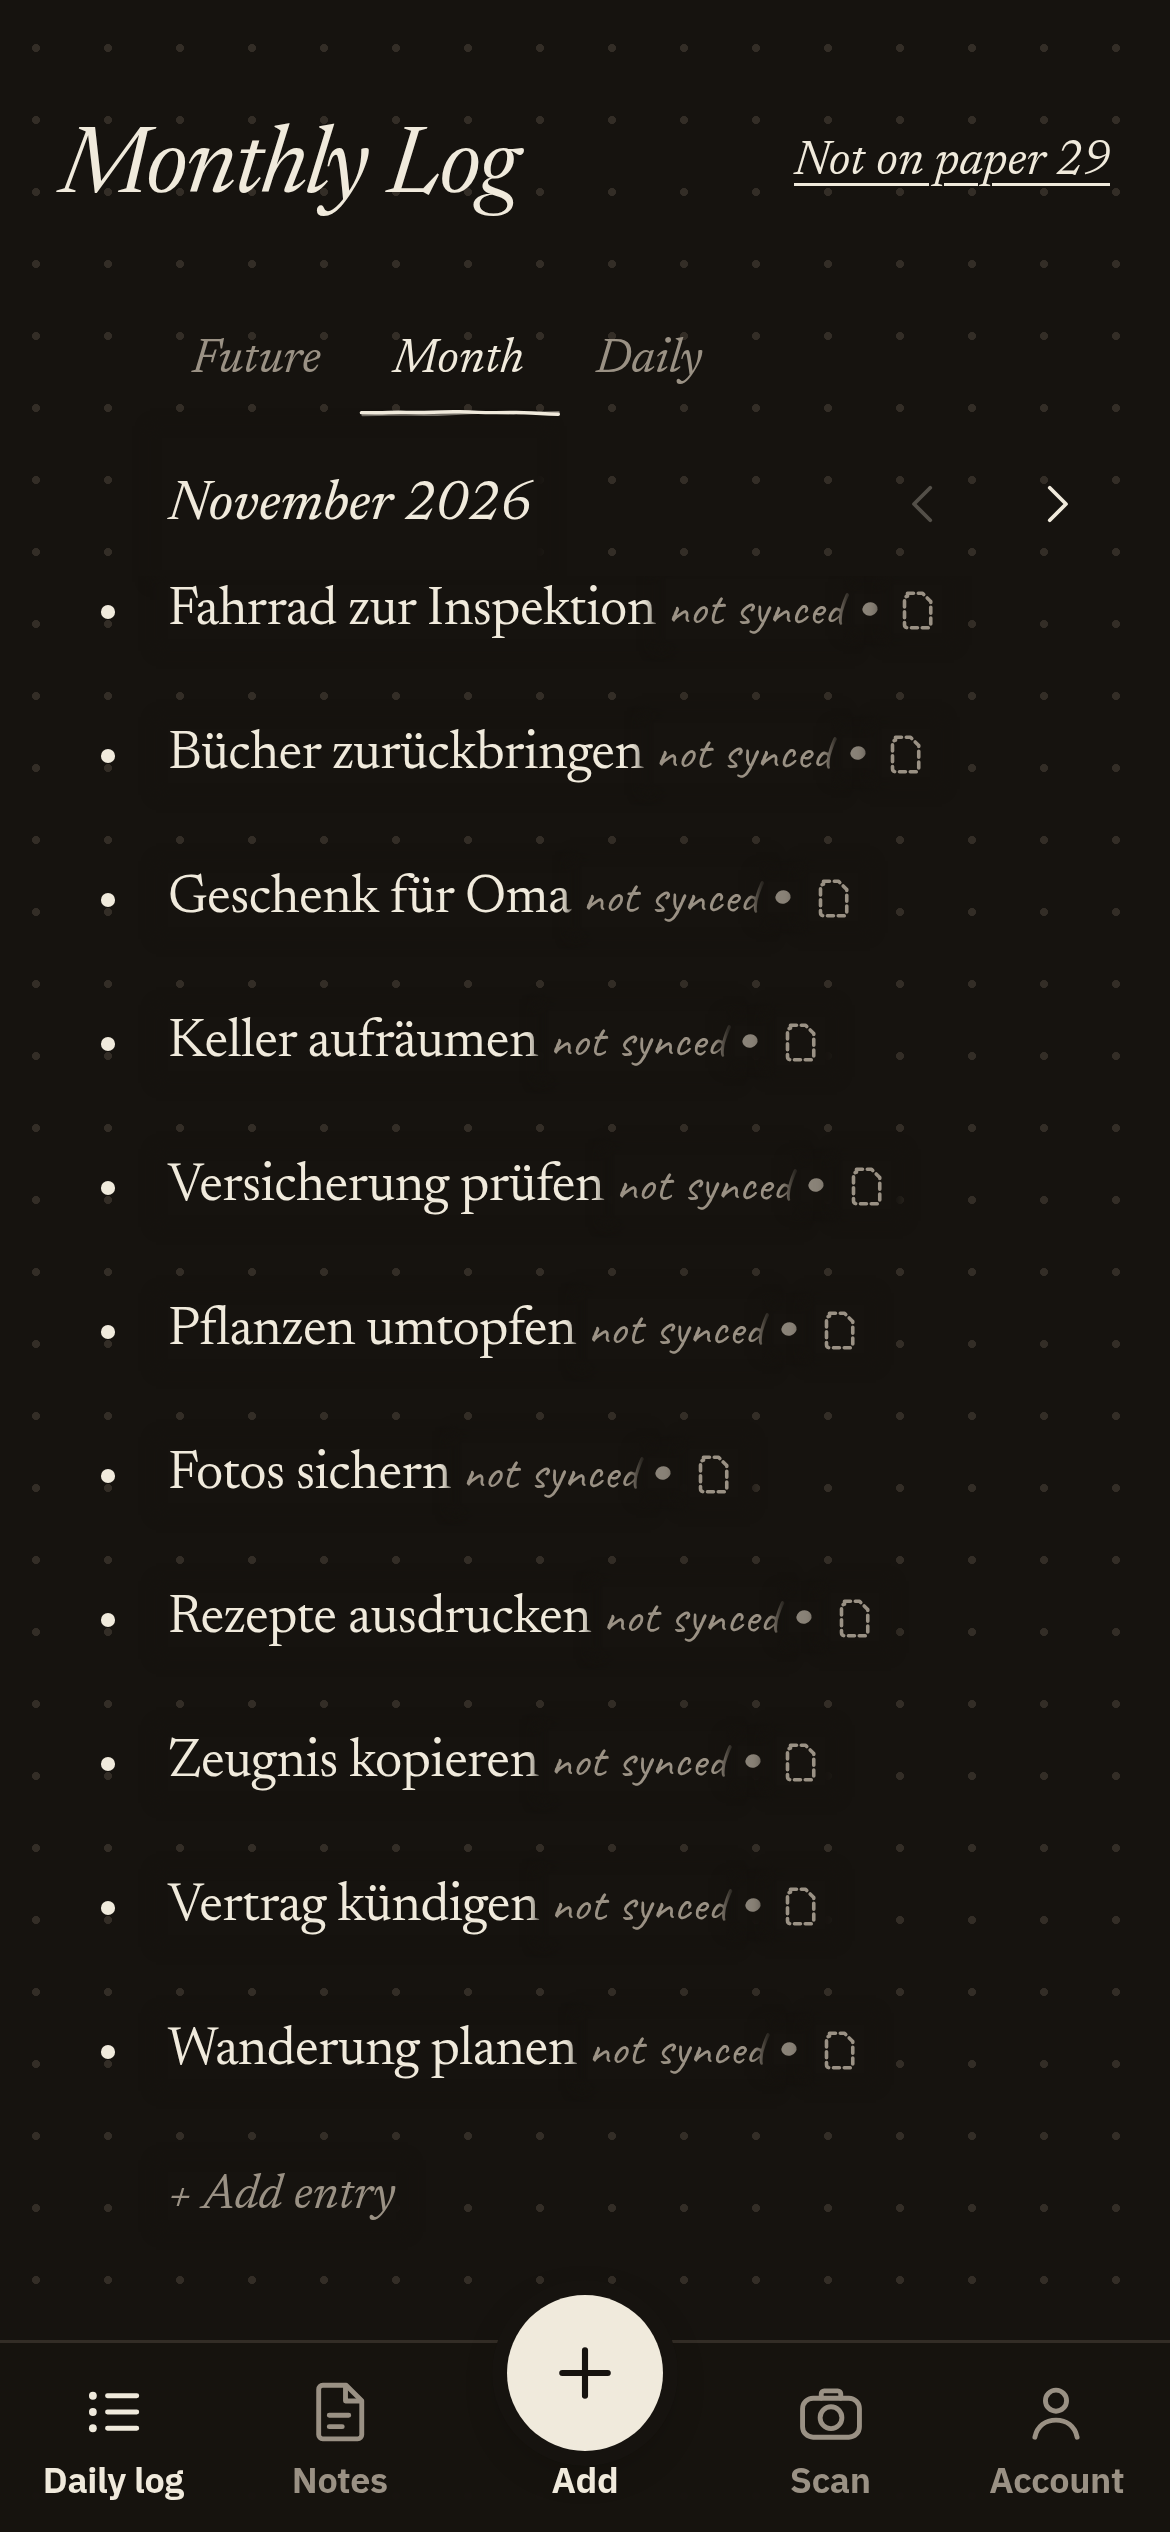 Monthly Log
Not on paper 29
Future Month Daily
November 2026
• Fahrrad zur Inspektion not synced •
• Bücher zurückbringen not synced •
• Geschenk für Oma not synced •
• Keller aufräumen not synced •
• Versicherung prüfen not synced •
• Pflanzen umtopfen not synced •
• Fotos sichern not synced •
• Rezepte ausdrucken not synced •
• Zeugnis kopieren not synced •
• Vertrag kündigen not synced •
• Wanderung planen not synced •
+ Add entry
Daily log Notes Add Scan Account